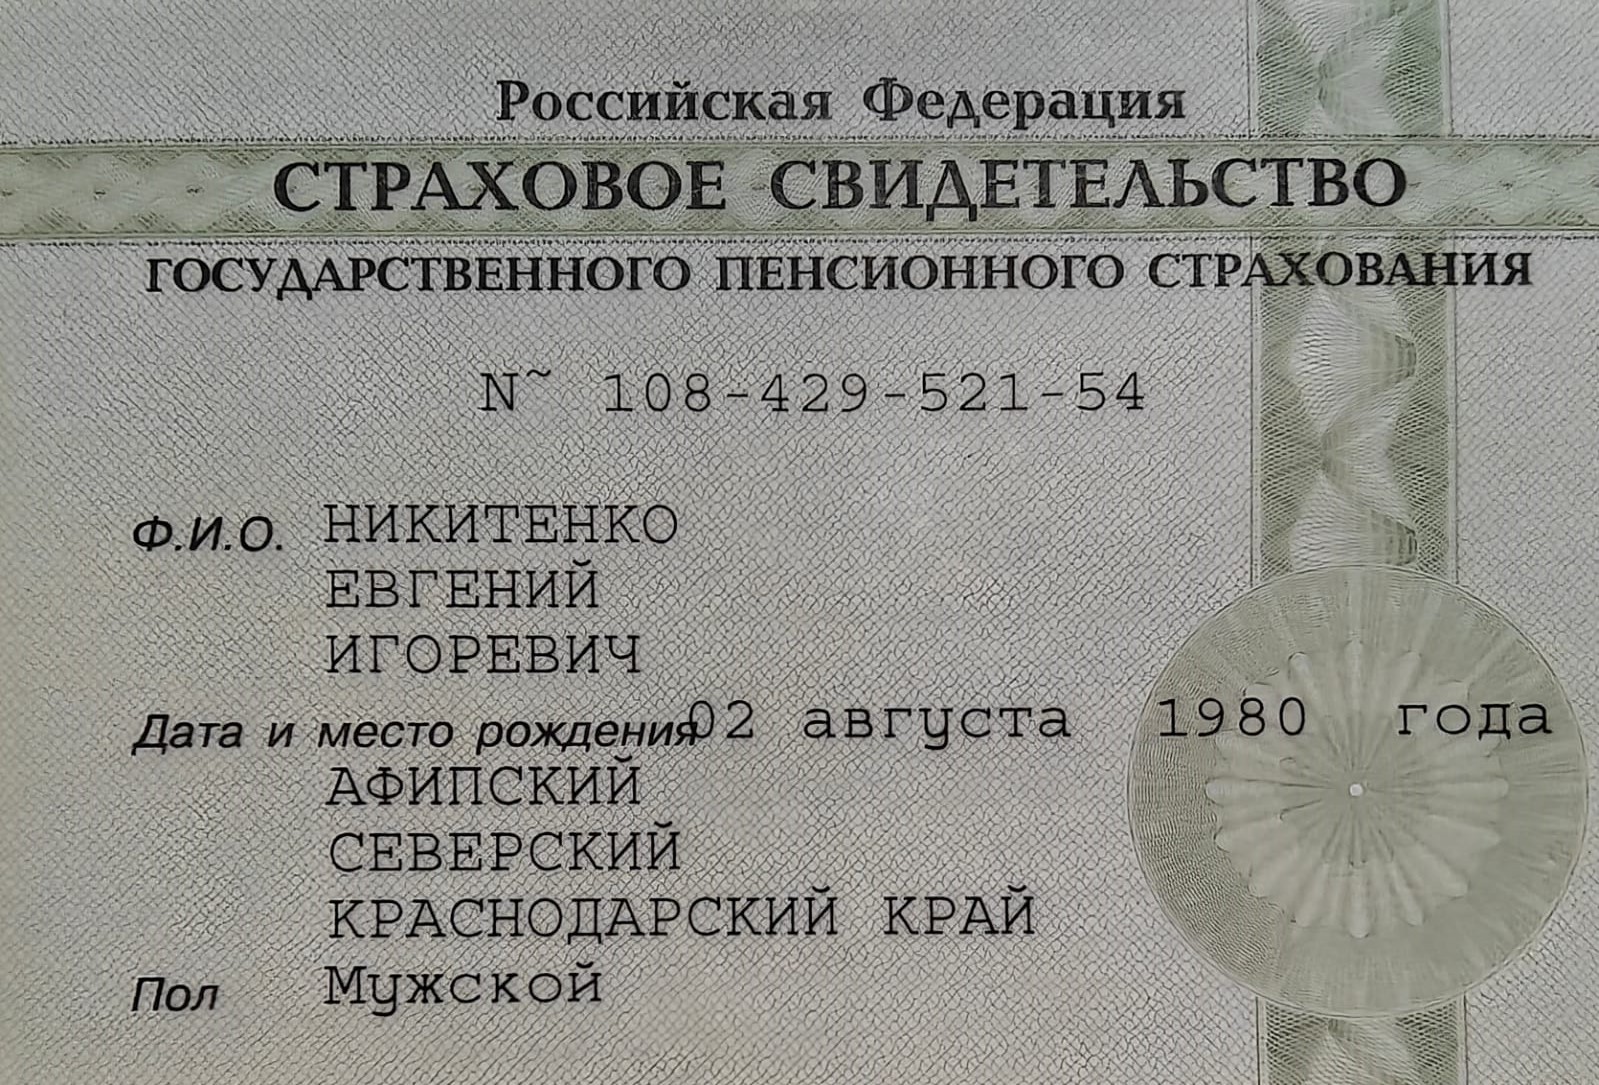 Российская Федерация
СТРАХОВОЕ СВИДЕТЕЛЬСТВО
ГОСУДАРСТВЕННОГО ПЕНСИОННОГО СТРАХОВАНИЯ
N~ 108-429-521-54
Ф.И.О. НИКИТЕНКО
ЕВГЕНИЙ
ИГОРЕВИЧ
Дата и место рождения 02 августа 1980 года
АФИПСКИЙ
СЕВЕРСКИЙ
КРАСНОДАРСКИЙ КРАЙ
Пол Мужской